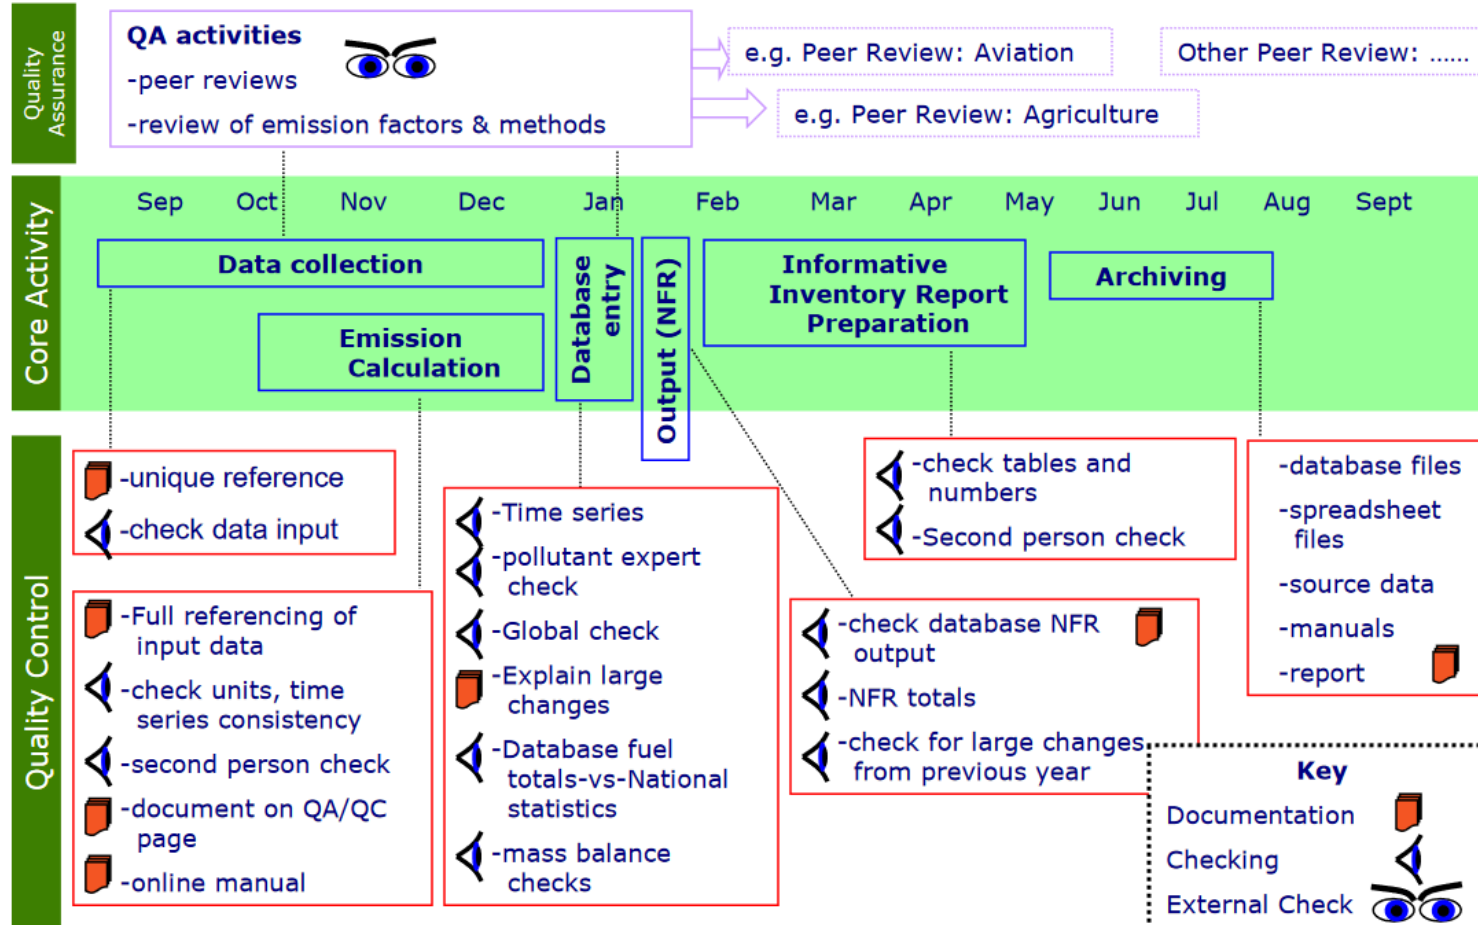 Quality
Assurance
QA activities
-peer reviews
-review of emission factors & methods
e.g. Peer Review: Aviation
Other Peer Review: ......
e.g. Peer Review: Agriculture
Core Activity
Sep Oct Nov Dec Jan Feb Mar Apr May Jun Jul Aug Sept
Data collection
Emission
Calculation
Database
entry
Output (NFR)
Informative
Inventory Report
Preparation
Archiving
Quality Control
-unique reference
-check data input
-Full referencing of
input data
-check units, time
series consistency
-second person check
-document on QA/QC
page
-online manual
-Time series
-pollutant expert
check
-Global check
-Explain large
changes
-Database fuel
totals-vs-National
statistics
-mass balance
checks
-check tables and
numbers
-Second person check
-check database NFR
output
-NFR totals
-check for large changes
from previous year
-database files
-spreadsheet
files
-source data
-manuals
-report
Key
Documentation
Checking
External Check